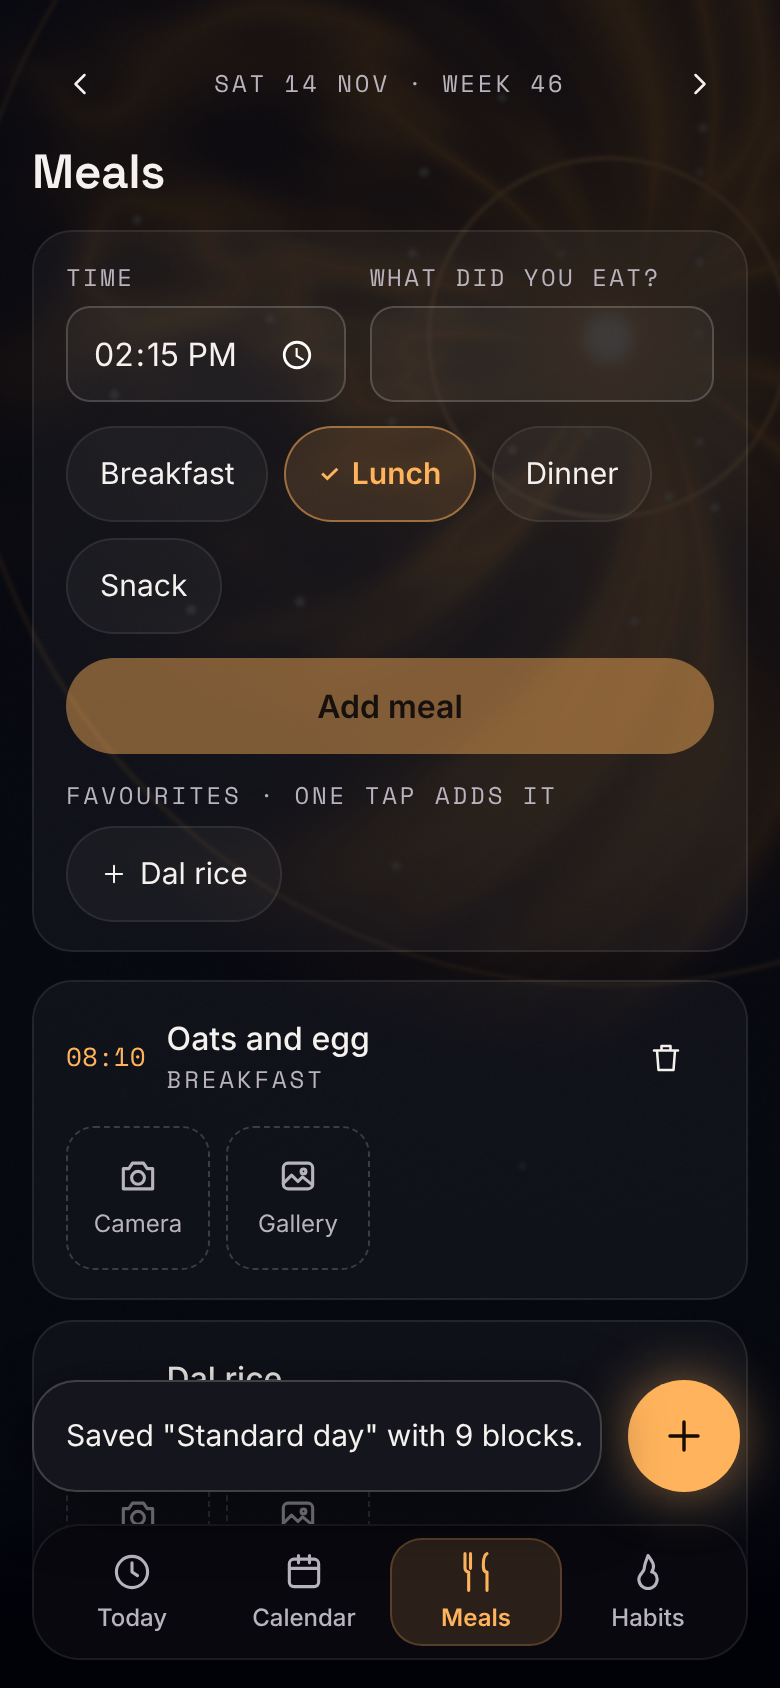 SAT 14 NOV · WEEK 46
Meals
TIME
WHAT DID YOU EAT?
02:15 PM
Breakfast
Lunch
Dinner
Snack
Add meal
FAVOURITES · ONE TAP ADDS IT
+ Dal rice
08:10
Oats and egg
BREAKFAST
Camera
Gallery
Dal rice
Saved "Standard day" with 9 blocks.
Today
Calendar
Meals
Habits